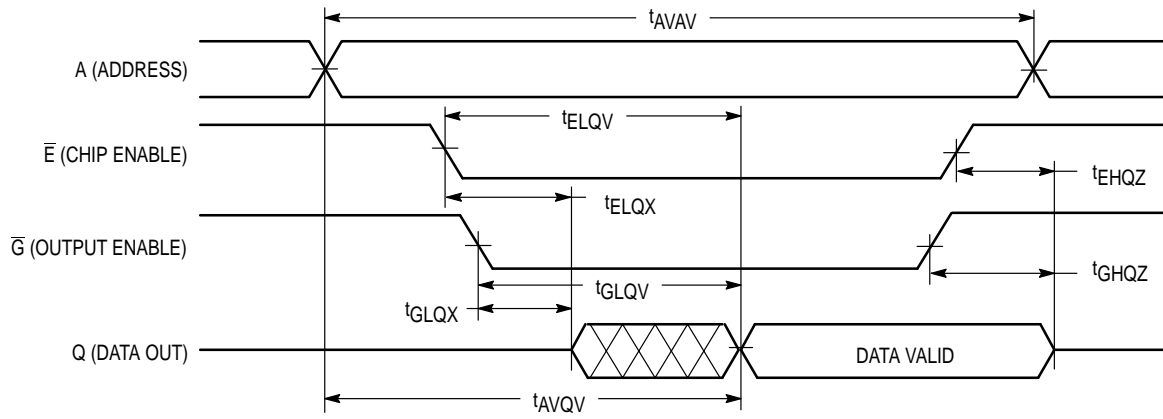 tAVAV
A (ADDRESS)
tELQV
E̅ (CHIP ENABLE)
tEHQZ
tELQX
G̅ (OUTPUT ENABLE)
tGHQZ
tGLQV
tGLQX
Q (DATA OUT)
DATA VALID
tAVQV